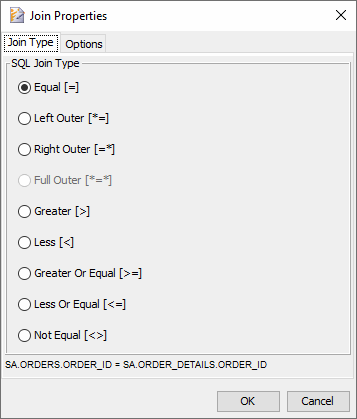 Join Properties
Join Type
Options
SQL Join Type
Equal [=]
Left Outer [*=]
Right Outer [=*]
Full Outer [*=*]
Greater [>]
Less [<]
Greater Or Equal [>=]
Less Or Equal [<=]
Not Equal [<>]
SA.ORDERS.ORDER_ID = SA.ORDER_DETAILS.ORDER_ID
OK
Cancel